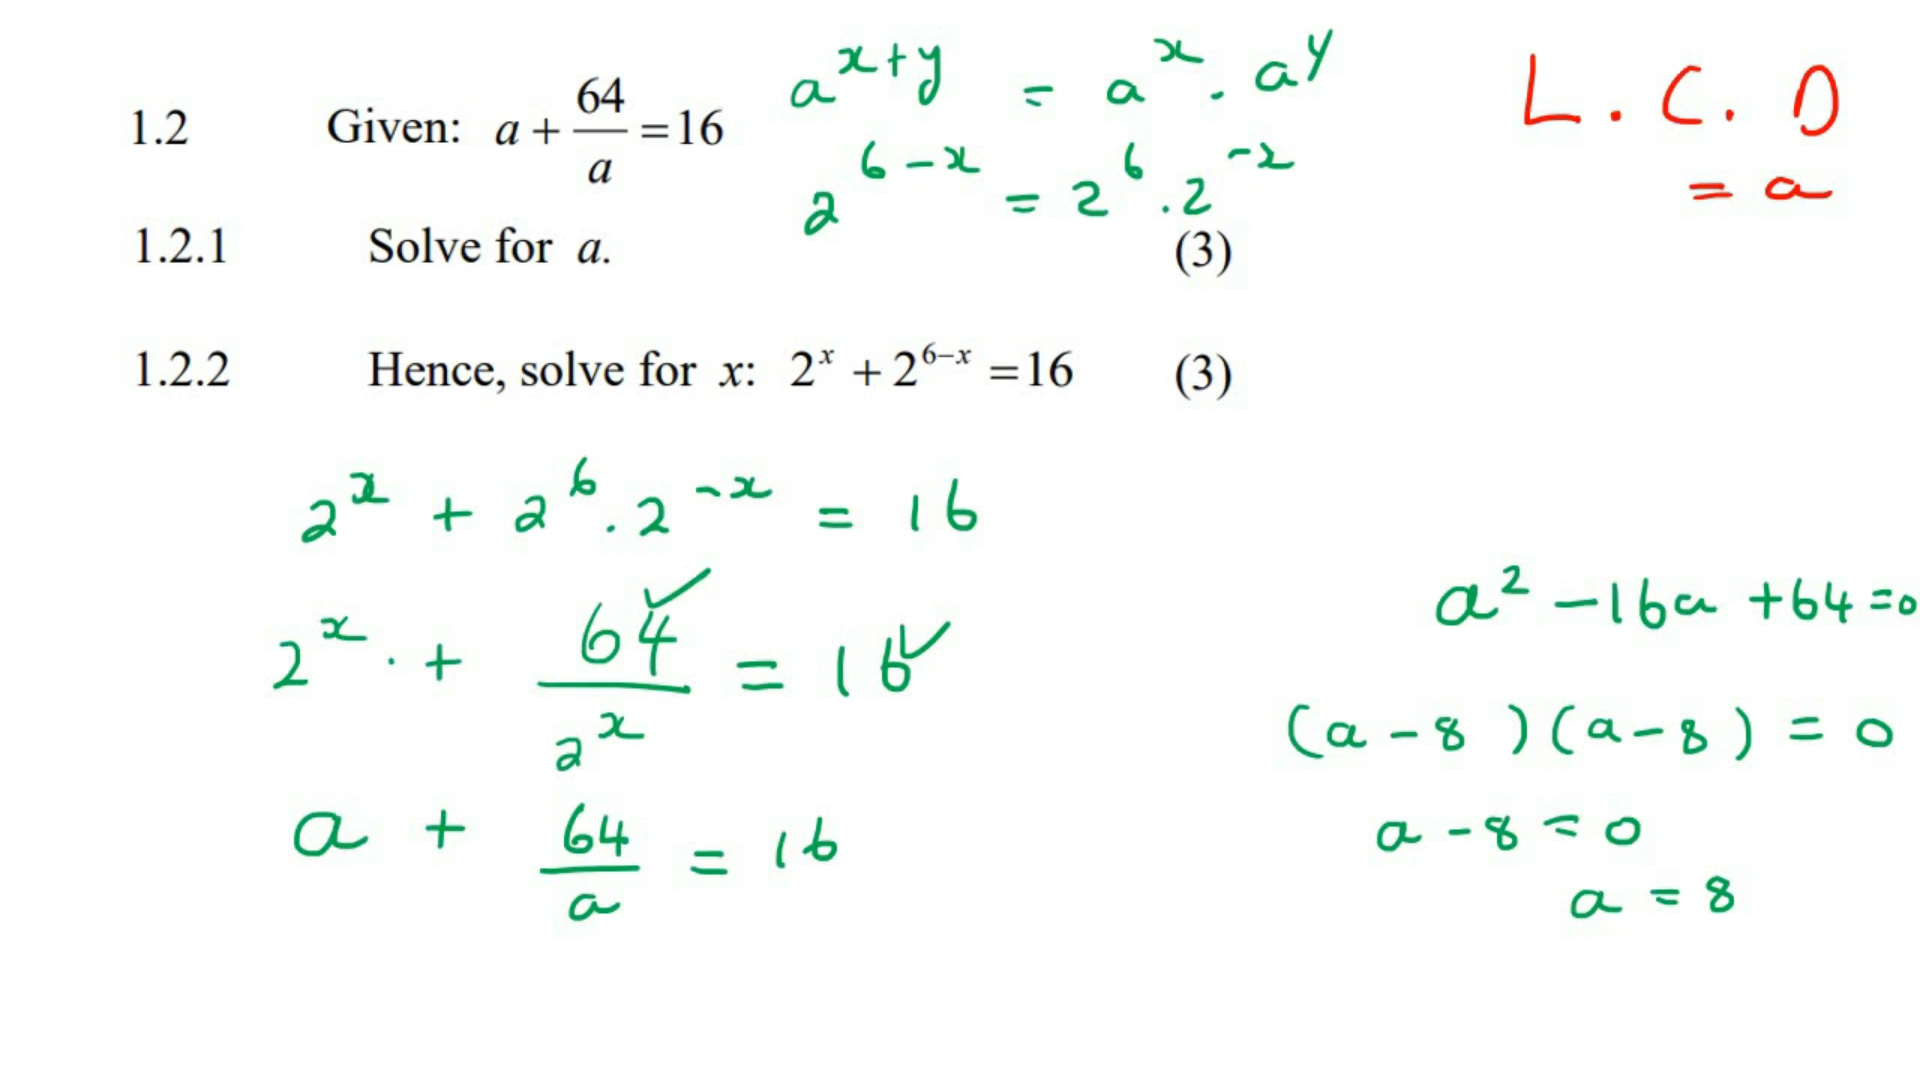 1.2 Given: a + 64/a = 16
a^(x+y) = a^x . a^y
L.C.D
2^(6-x) = 2^6 . 2^(-x)
= a
1.2.1 Solve for a. (3)
1.2.2 Hence, solve for x: 2^x + 2^(6-x) = 16 (3)
2^x + 2^6 . 2^(-x) = 16
2^x . + 64/2^x = 16
a + 64/a = 16
a^2 - 16a + 64 = 0
(a - 8)(a - 8) = 0
a - 8 = 0
a = 8